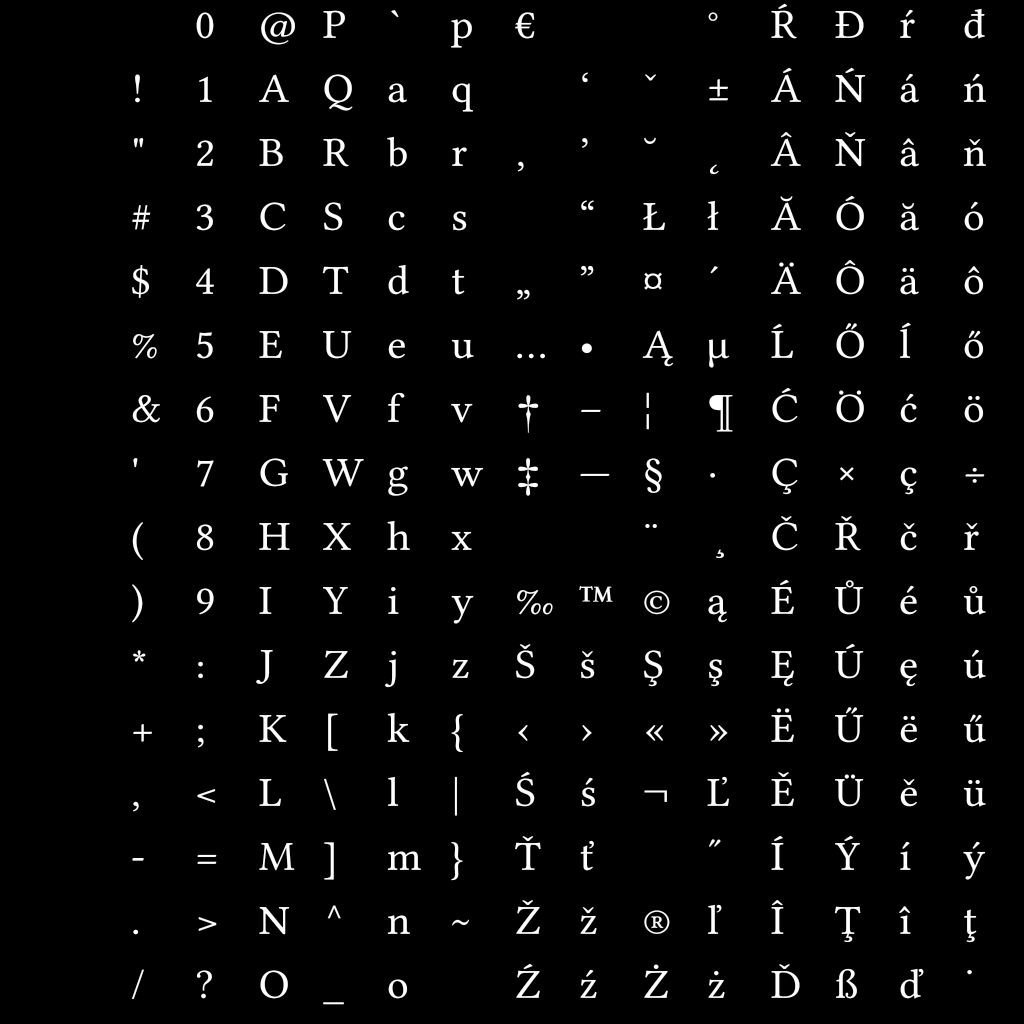 0 @ P ` p € ° Ŕ Đ ŕ đ
! 1 A Q a q ‘ ˇ ± Á Ń á ń
" 2 B R b r ‚ ’ ˘ ˛ Â Ň â ň
# 3 C S c s “ Ł ł Ă Ó ă ó
$ 4 D T d t „ ” ¤ ´ Ä Ô ä ô
% 5 E U e u … • Ą µ Ĺ Ő ĺ ő
& 6 F V f v † – ¦ ¶ Ć Ö ć ö
' 7 G W g w ‡ — § · Ç × ç ÷
( 8 H X h x ¨ ¸ Č Ř č ř
) 9 I Y i y ‰ ™ © ą É Ů é ů
* : J Z j z Š š Ş ş Ę Ú ę ú
+ ; K [ k { ‹ › « » Ë Ű ë ű
, < L \ l | Ś ś ¬ Ľ Ě Ü ě ü
- = M ] m } Ť ť ˝ Í Ý í ý
. > N ^ n ~ Ž ž ® ľ Î Ţ î ţ
/ ? O _ o Ź ź Ż ż Ď ß ď ˙